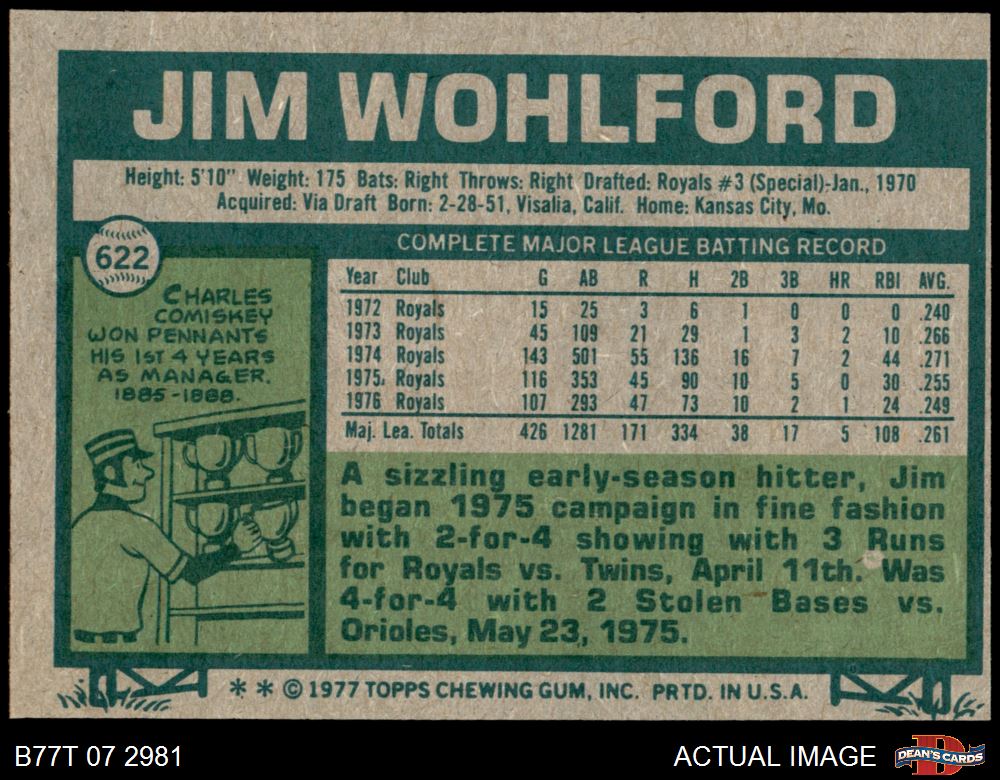 JIM WOHLFORD
Height: 5'10" Weight: 175 Bats: Right Throws: Right Drafted: Royals #3 (Special)-Jan., 1970
Acquired: Via Draft Born: 2-28-51, Visalia, Calif. Home: Kansas City, Mo.
622
CHARLES
COMISKEY
WON PENNANTS
HIS 1ST 4 YEARS
AS MANAGER.
1885-1888.
COMPLETE MAJOR LEAGUE BATTING RECORD
Year Club G AB R H 2B 3B HR RBI AVG.
1972 Royals 15 25 3 6 1 0 0 0 .240
1973 Royals 45 109 21 29 1 3 2 10 .266
1974 Royals 143 501 55 136 16 7 2 44 .271
1975 Royals 116 353 45 90 10 5 0 30 .255
1976 Royals 107 293 47 73 10 2 1 24 .249
Maj. Lea. Totals 426 1281 171 334 38 17 5 108 .261
A sizzling early-season hitter, Jim
began 1975 campaign in fine fashion
with 2-for-4 showing with 3 Runs
for Royals vs. Twins, April 11th. Was
4-for-4 with 2 Stolen Bases vs.
Orioles, May 23, 1975.
* * © 1977 TOPPS CHEWING GUM, INC. PRTD. IN U.S.A.
B77T 07 2981
ACTUAL IMAGE
D
DEAN'S CARDS